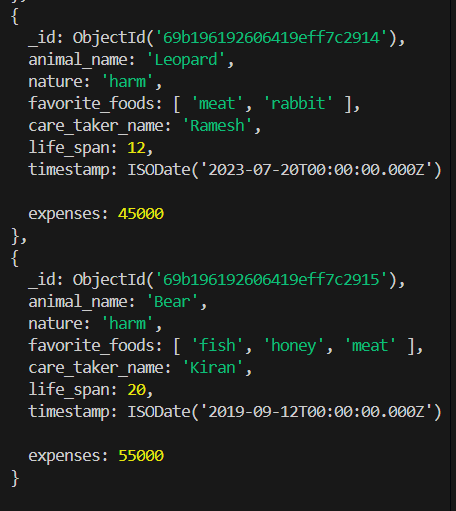 {
  _id: ObjectId('69b196192606419eff7c2914'),
  animal_name: 'Leopard',
  nature: 'harm',
  favorite_foods: [ 'meat', 'rabbit' ],
  care_taker_name: 'Ramesh',
  life_span: 12,
  timestamp: ISODate('2023-07-20T00:00:00.000Z')
  expenses: 45000
},
{
  _id: ObjectId('69b196192606419eff7c2915'),
  animal_name: 'Bear',
  nature: 'harm',
  favorite_foods: [ 'fish', 'honey', 'meat' ],
  care_taker_name: 'Kiran',
  life_span: 20,
  timestamp: ISODate('2019-09-12T00:00:00.000Z')
  expenses: 55000
}